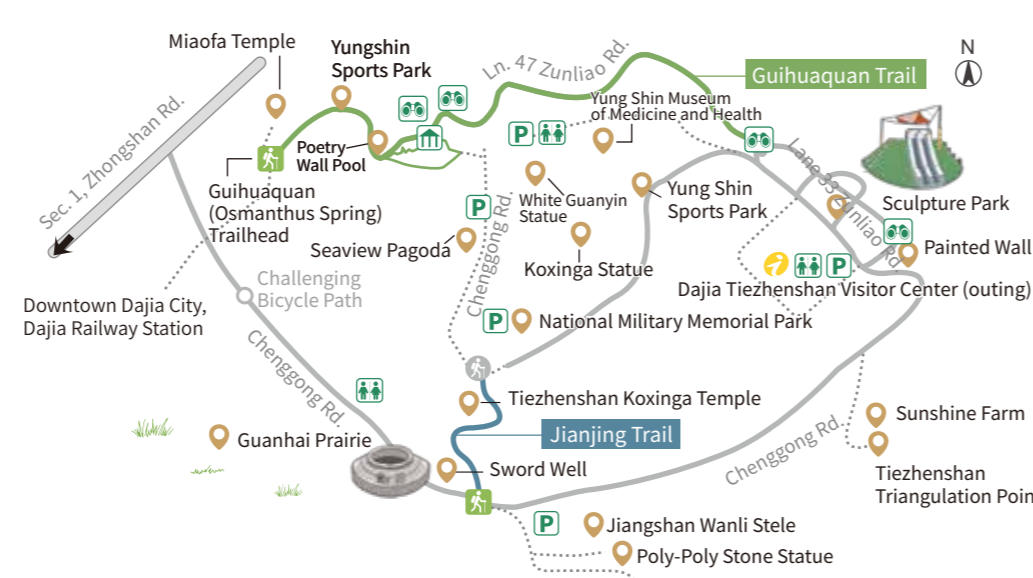 Miaofa Temple
Yungshin
Sports Park
Ln. 47 Zunliao Rd.
Guihuaquan Trail
N
Sec. 1, Zhongshan Rd.
Poetry
Wall Pool
Yung Shin Museum
of Medicine and Health
Lane 33 Zunliao Rd.
Guihuaquan
(Osmanthus Spring)
Trailhead
P
White Guanyin
Statue
Yung Shin
Sports Park
Sculpture Park
P
Chenggong Rd.
Seaview Pagoda
Koxinga Statue
Painted Wall
P
Dajia Tiezhenshan Visitor Center (outing)
Challenging
Bicycle Path
Downtown Dajia City,
Dajia Railway Station
P
National Military Memorial Park
Chenggong Rd.
Tiezhenshan Koxinga Temple
Jianjing Trail
Guanhai Prairie
Sword Well
Chenggong Rd.
Sunshine Farm
Tiezhenshan
Triangulation Poin
P
Jiangshan Wanli Stele
Poly-Poly Stone Statue